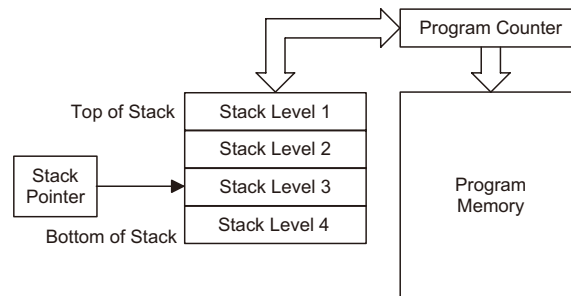 Program Counter
Top of Stack
Stack Level 1
Stack Level 2
Stack
Pointer
Stack Level 3
Bottom of Stack
Stack Level 4
Program
Memory